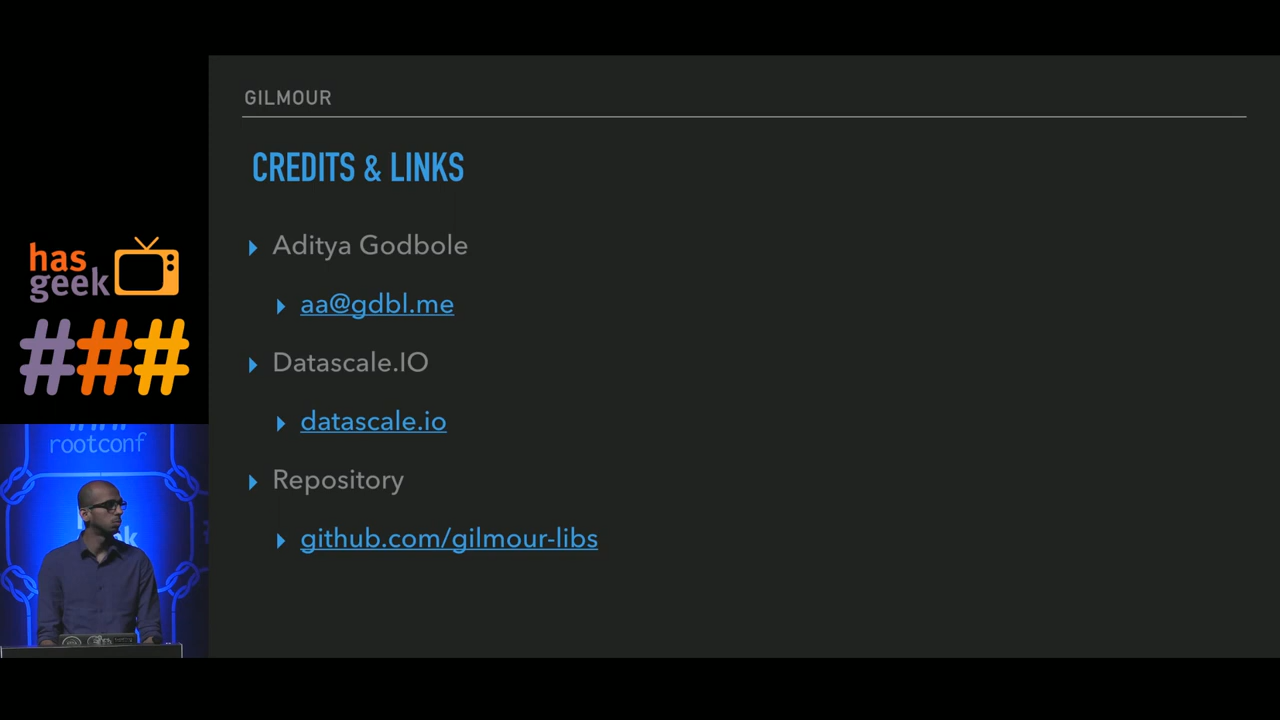 GILMOUR
CREDITS & LINKS
Aditya Godbole
aa@gdbl.me
Datascale.IO
datascale.io
Repository
github.com/gilmour-libs
has
geek
###
rootconf